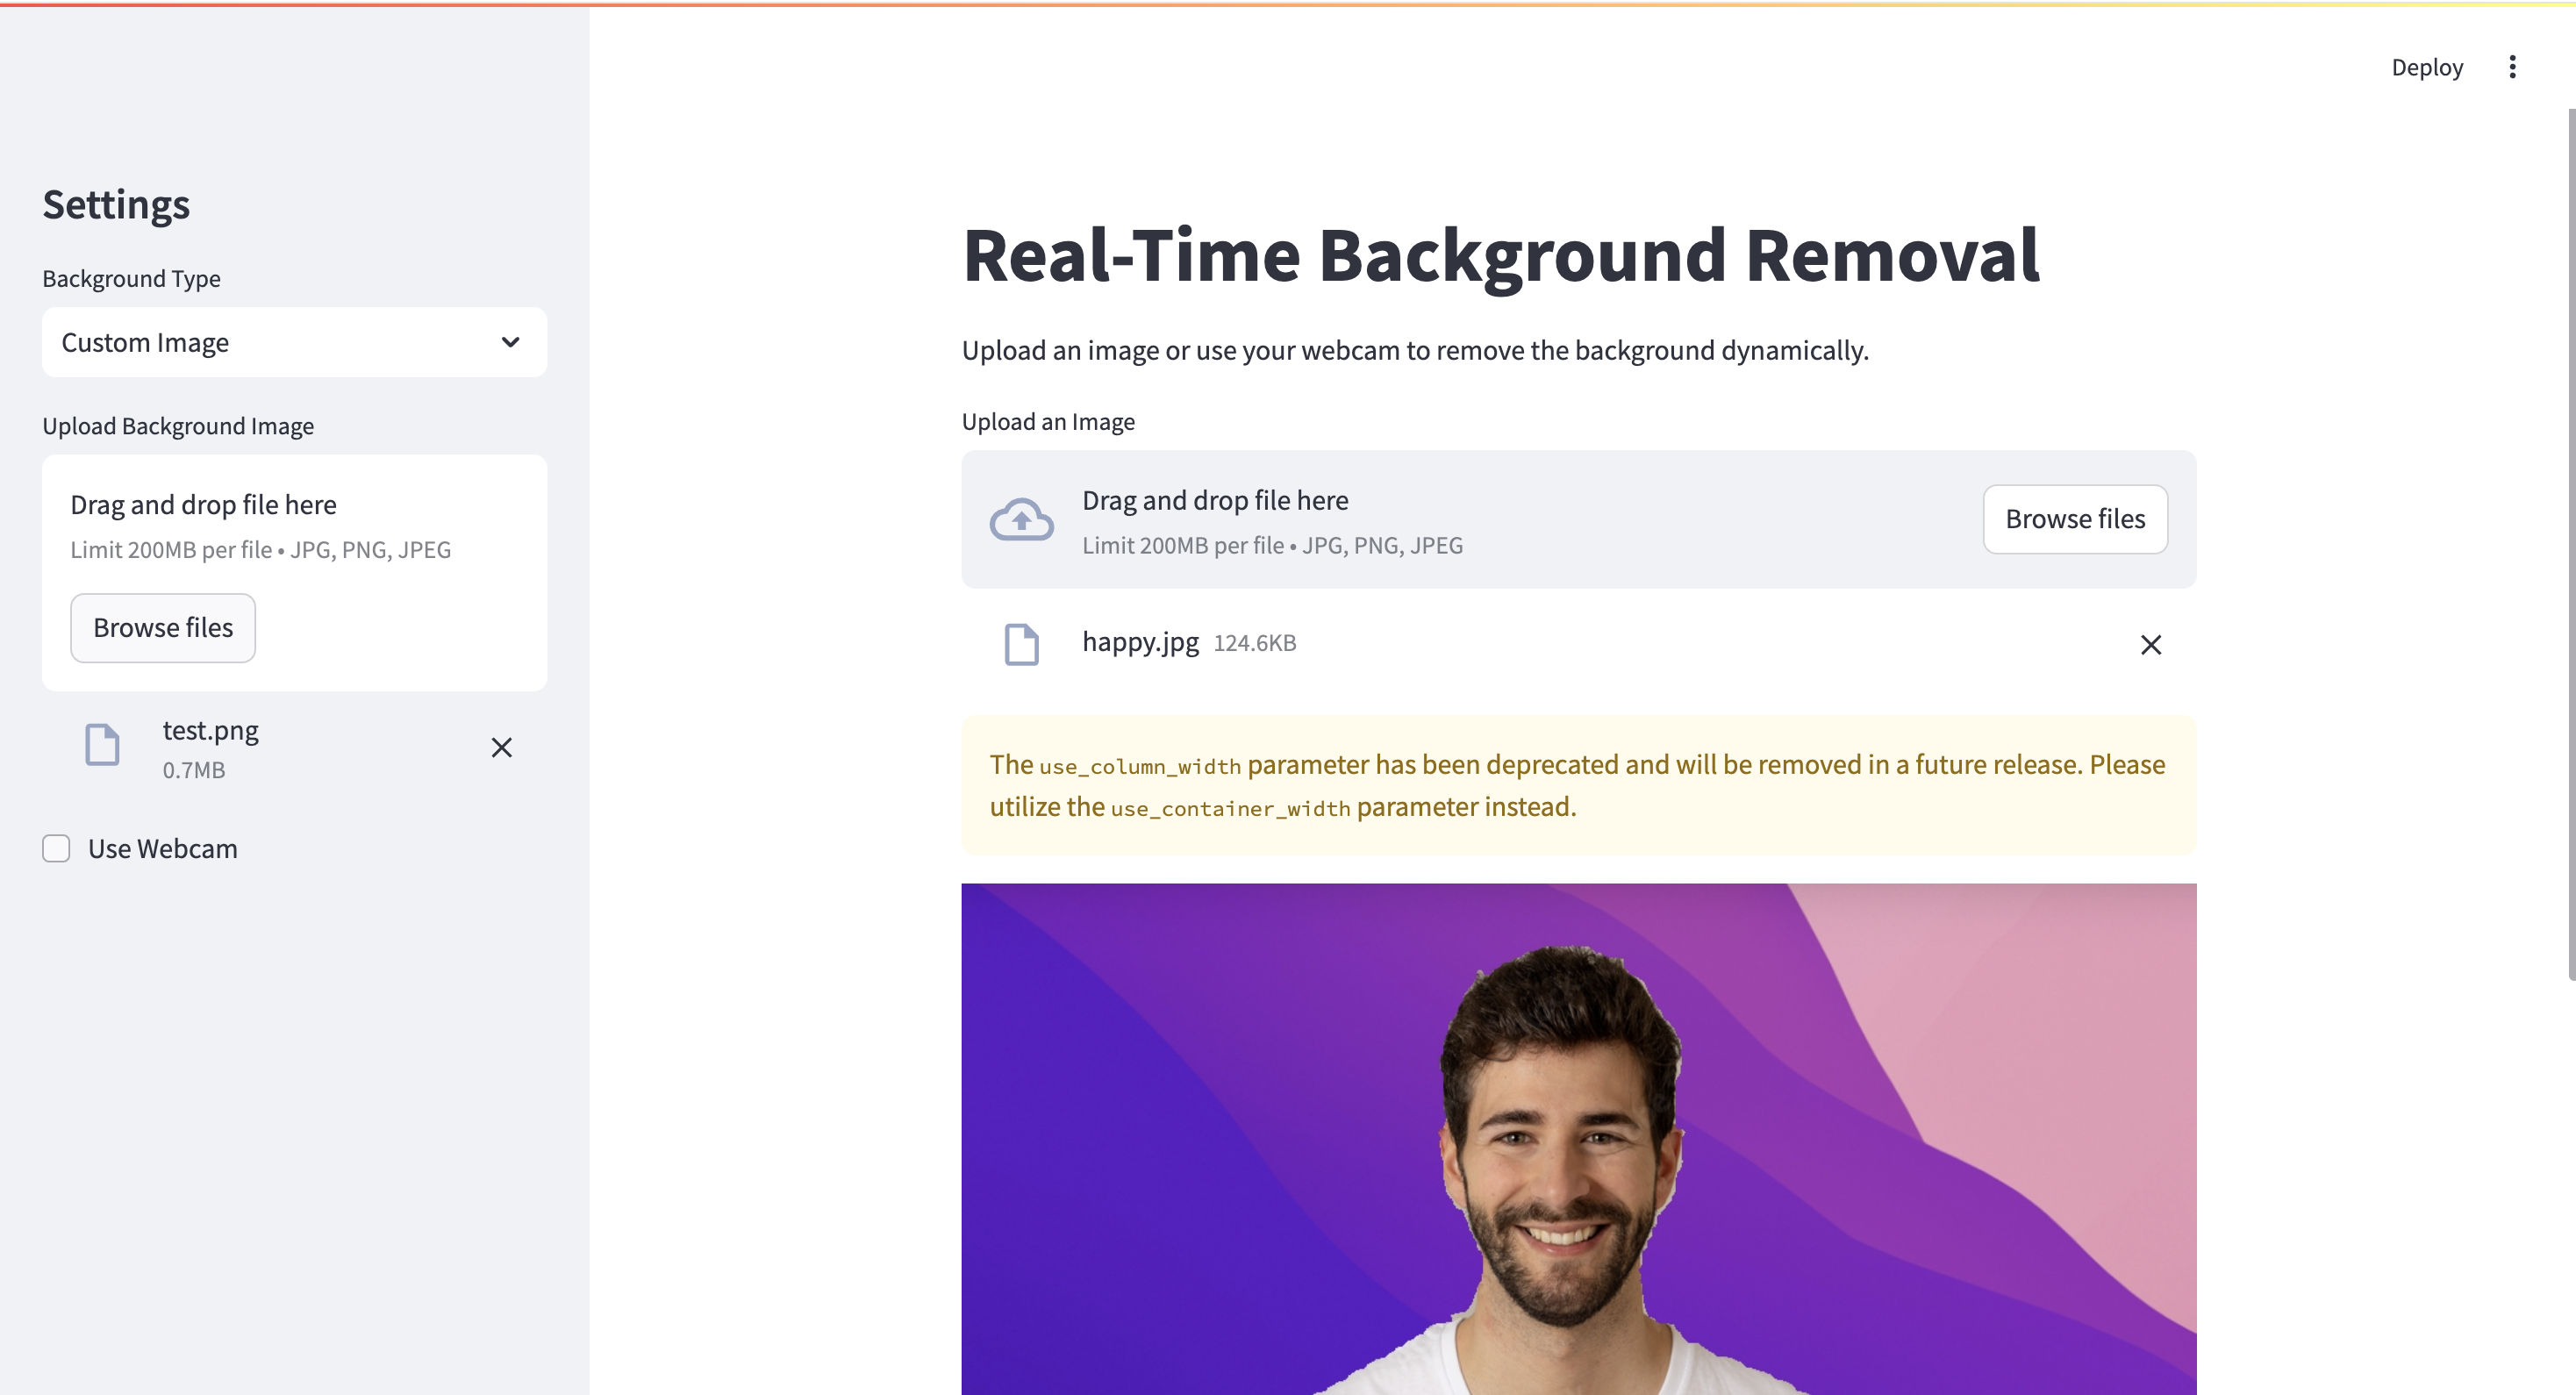 Deploy
Settings
Background Type
Custom Image
Upload Background Image
Drag and drop file here
Limit 200MB per file • JPG, PNG, JPEG
Browse files
test.png
0.7MB
Use Webcam
Real-Time Background Removal
Upload an image or use your webcam to remove the background dynamically.
Upload an Image
Drag and drop file here
Limit 200MB per file • JPG, PNG, JPEG
Browse files
happy.jpg 124.6KB
The use_column_width parameter has been deprecated and will be removed in a future release. Please
utilize the use_container_width parameter instead.